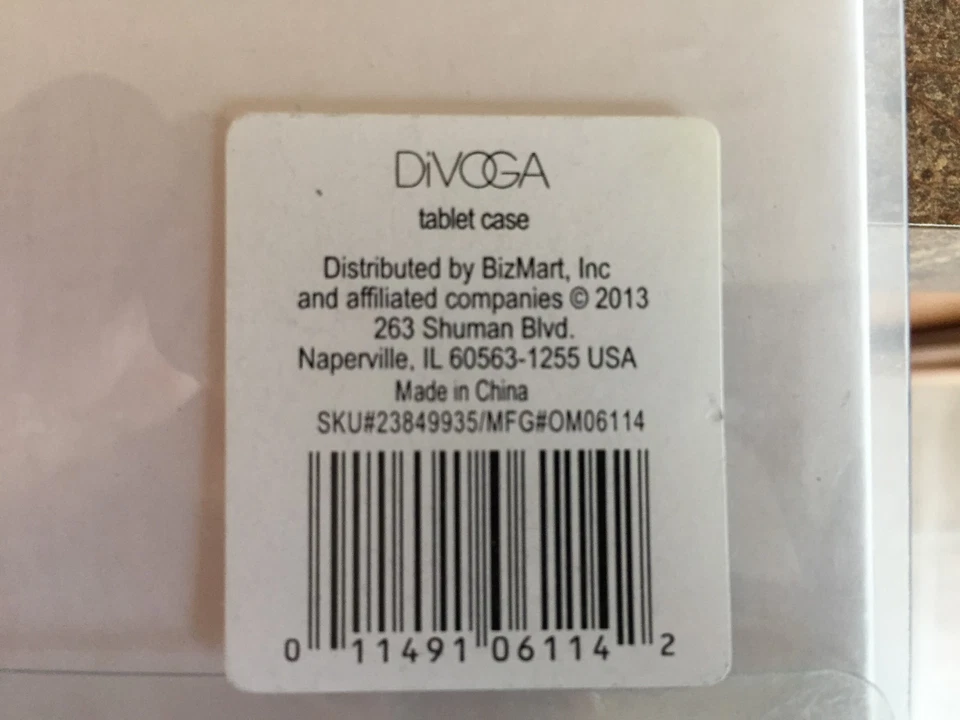 DiVOGA
tablet case
Distributed by BizMart, Inc
and affiliated companies © 2013
263 Shuman Blvd.
Naperville, IL 60563-1255 USA
Made in China
SKU#23849935/MFG#OM06114
0 11491 06114 2